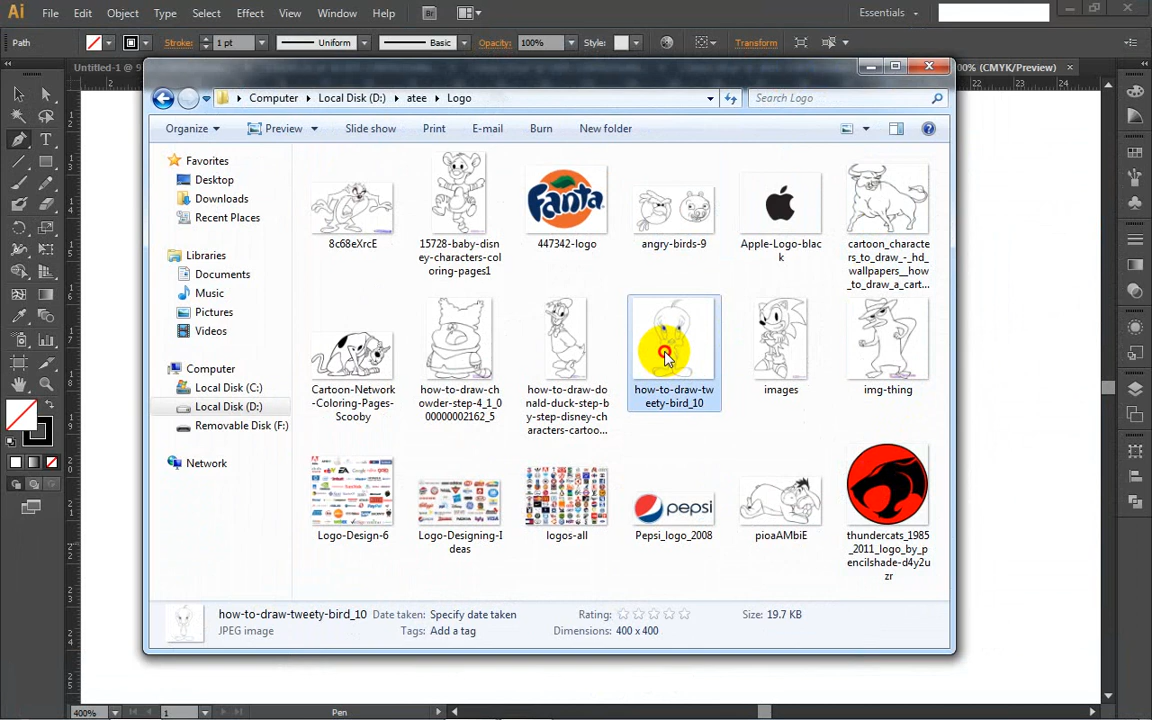 Ai File Edit Object Type Select Effect View Window Help Br Essentials
Path Stroke: 1 pt Uniform Basic Opacity: 100% Style: Transform
Untitled-1 @ 9 00% (CMYK/Preview)
Computer Local Disk (D:) atee Logo Search Logo
Organize Preview Slide show Print E-mail Burn New folder
Favorites
Desktop
Downloads
Recent Places
Libraries
Documents
Music
Pictures
Videos
Computer
Local Disk (C:)
Local Disk (D:)
Removable Disk (F:)
Network
Fanta
8c68eXrcE
15728-baby-dis
ney-characters-col
oring-pages1
447342-logo
angry-birds-9
Apple-Logo-blac
k
cartoon_characte
rs_to_draw_-_hd_
wallpapers__how
_to_draw_a_cart...
Cartoon-Network
-Coloring-Pages-
Scooby
how-to-draw-ch
owder-step-4_1_0
00000002162_5
how-to-draw-do
nald-duck-step-b
y-step-disney-ch
aracters-cartoo...
how-to-draw-tw
eety-bird_10
images
img-thing
pepsi
Logo-Design-6
Logo-Designing-I
deas
logos-all
Pepsi_logo_2008
pioaAMbiE
thundercats_1985
_2011_logo_by_p
encilshade-d4y2u
zr
how-to-draw-tweety-bird_10 Date taken: Specify date taken Rating: Size: 19.7 KB
JPEG image Tags: Add a tag Dimensions: 400 x 400
400% 1 Pen